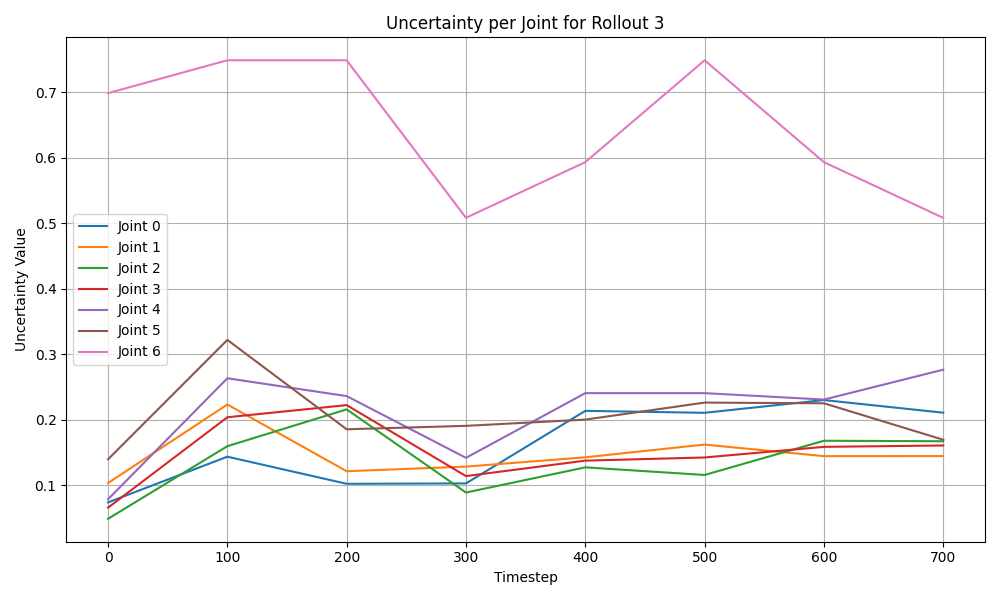 Uncertainty per Joint for Rollout 3
Uncertainty Value
0.7
0.6
0.5
0.4
0.3
0.2
0.1
Joint 0
Joint 1
Joint 2
Joint 3
Joint 4
Joint 5
Joint 6
0 100 200 300 400 500 600 700
Timestep